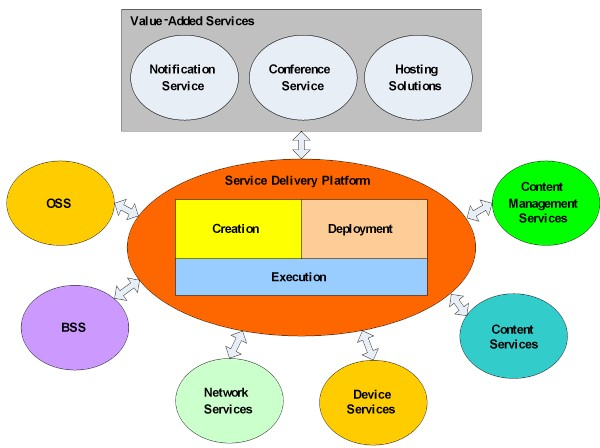 Value-Added Services
Notification
Service
Conference
Service
Hosting
Solutions
Service Delivery Platform
Creation
Deployment
Execution
OSS
Content
Management
Services
BSS
Content
Services
Network
Services
Device
Services